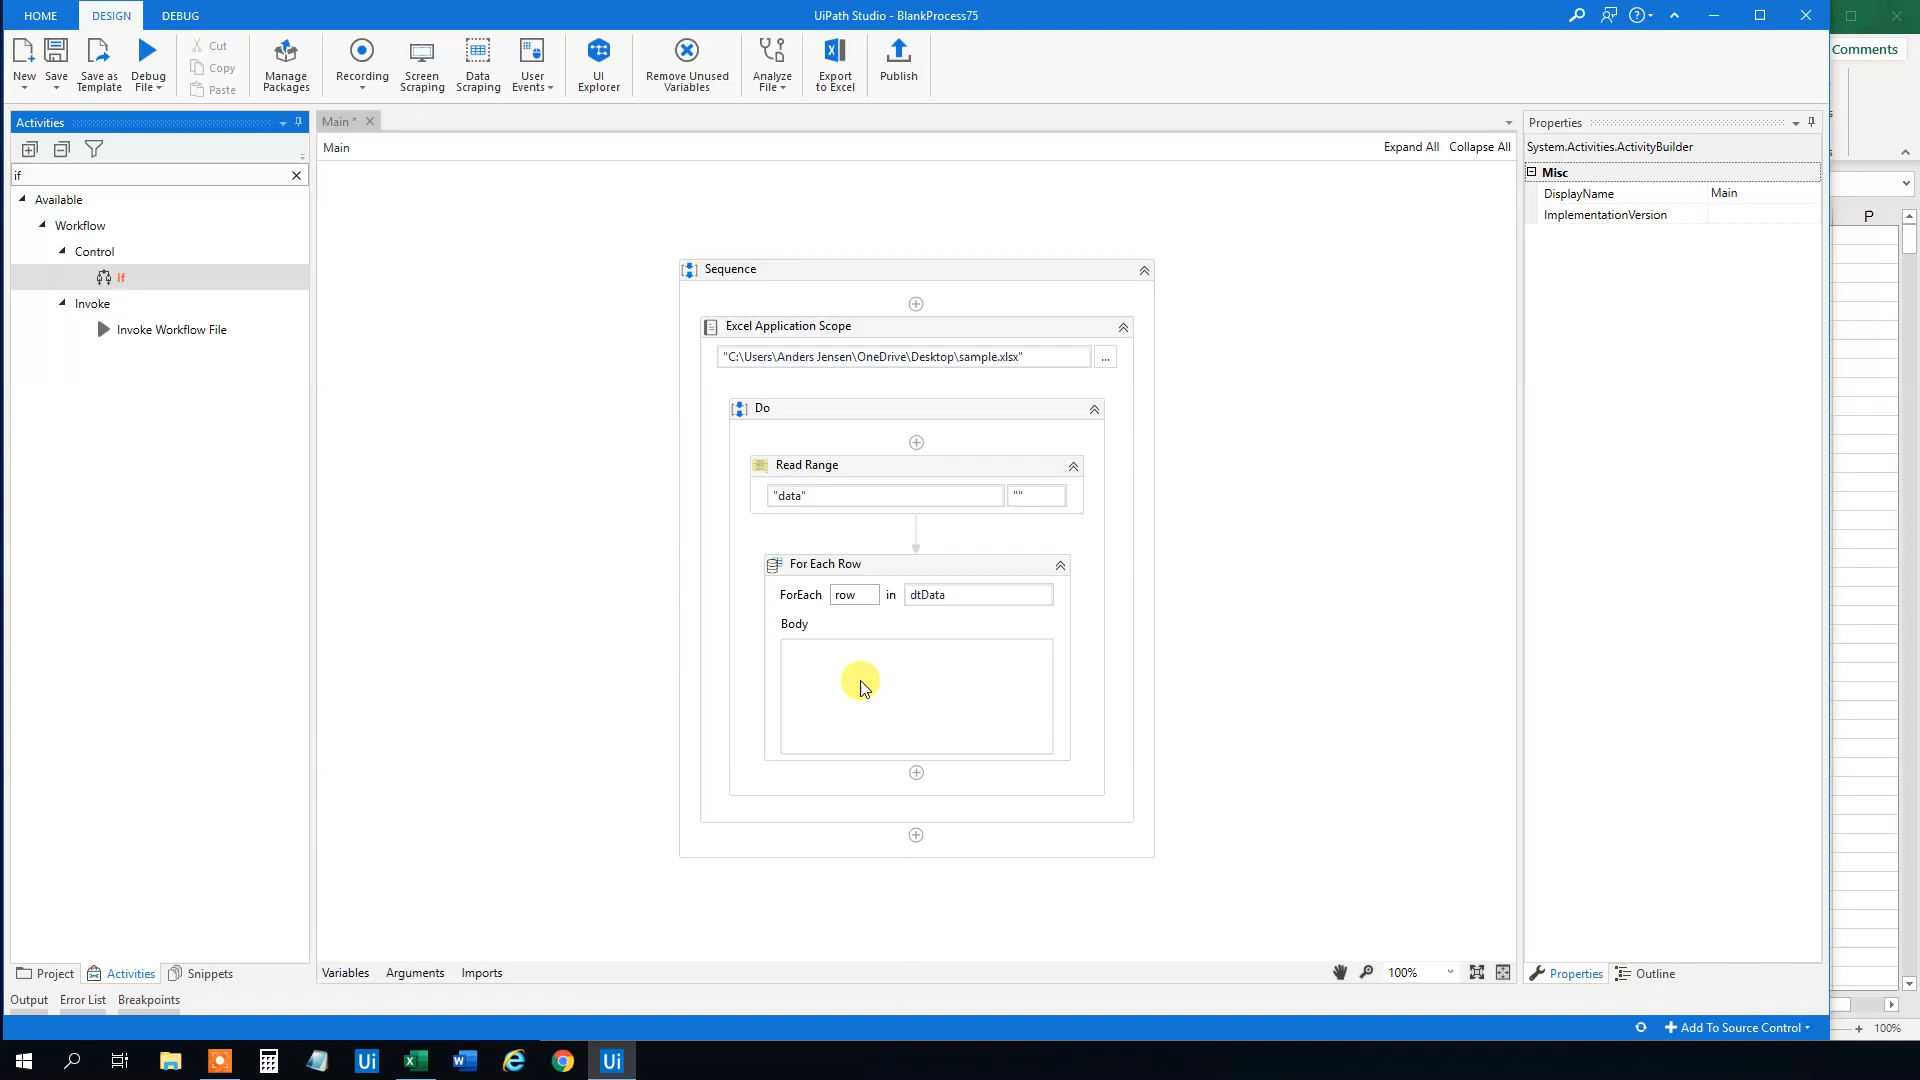 HOME DESIGN DEBUG UiPath Studio - BlankProcess75
Comments
New Save Save as Template Debug File Cut Copy Paste Manage Packages Recording Screen Scraping Data Scraping User Events UI Explorer Remove Unused Variables Analyze File Export to Excel Publish
Activities
Main *
Properties
Main
Expand All Collapse All
System.Activities.ActivityBuilder
if
Misc
Available
DisplayName Main
Workflow
ImplementationVersion
P
Control
If
Sequence
Invoke
Invoke Workflow File
Excel Application Scope
"C:\Users\Anders Jensen\OneDrive\Desktop\sample.xlsx" ...
Do
Read Range
"data" ""
For Each Row
ForEach row in dtData
Body
Project Activities Snippets
Variables Arguments Imports
100%
Properties Outline
Output Error List Breakpoints
Add To Source Control
100%
Ui
Ui